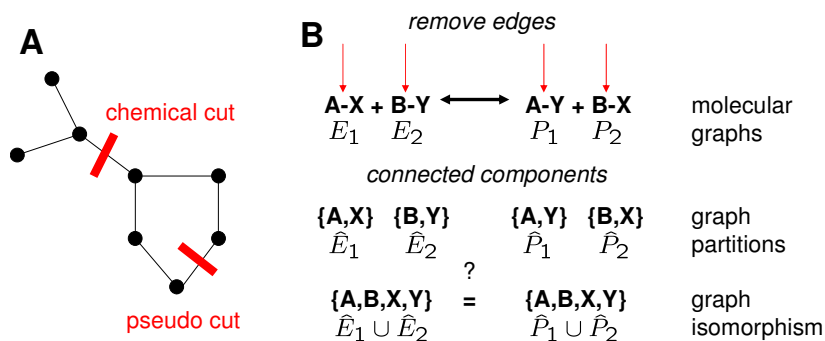 A
chemical cut
pseudo cut
B
remove edges
A-X + B-Y ⟷ A-Y + B-X molecular
E₁ E₂ P₁ P₂ graphs
connected components
{A,X} {B,Y} {A,Y} {B,X} graph
Ê₁ Ê₂ P̂₁ P̂₂ partitions
?
{A,B,X,Y} = {A,B,X,Y} graph
Ê₁ ∪ Ê₂ P̂₁ ∪ P̂₂ isomorphism